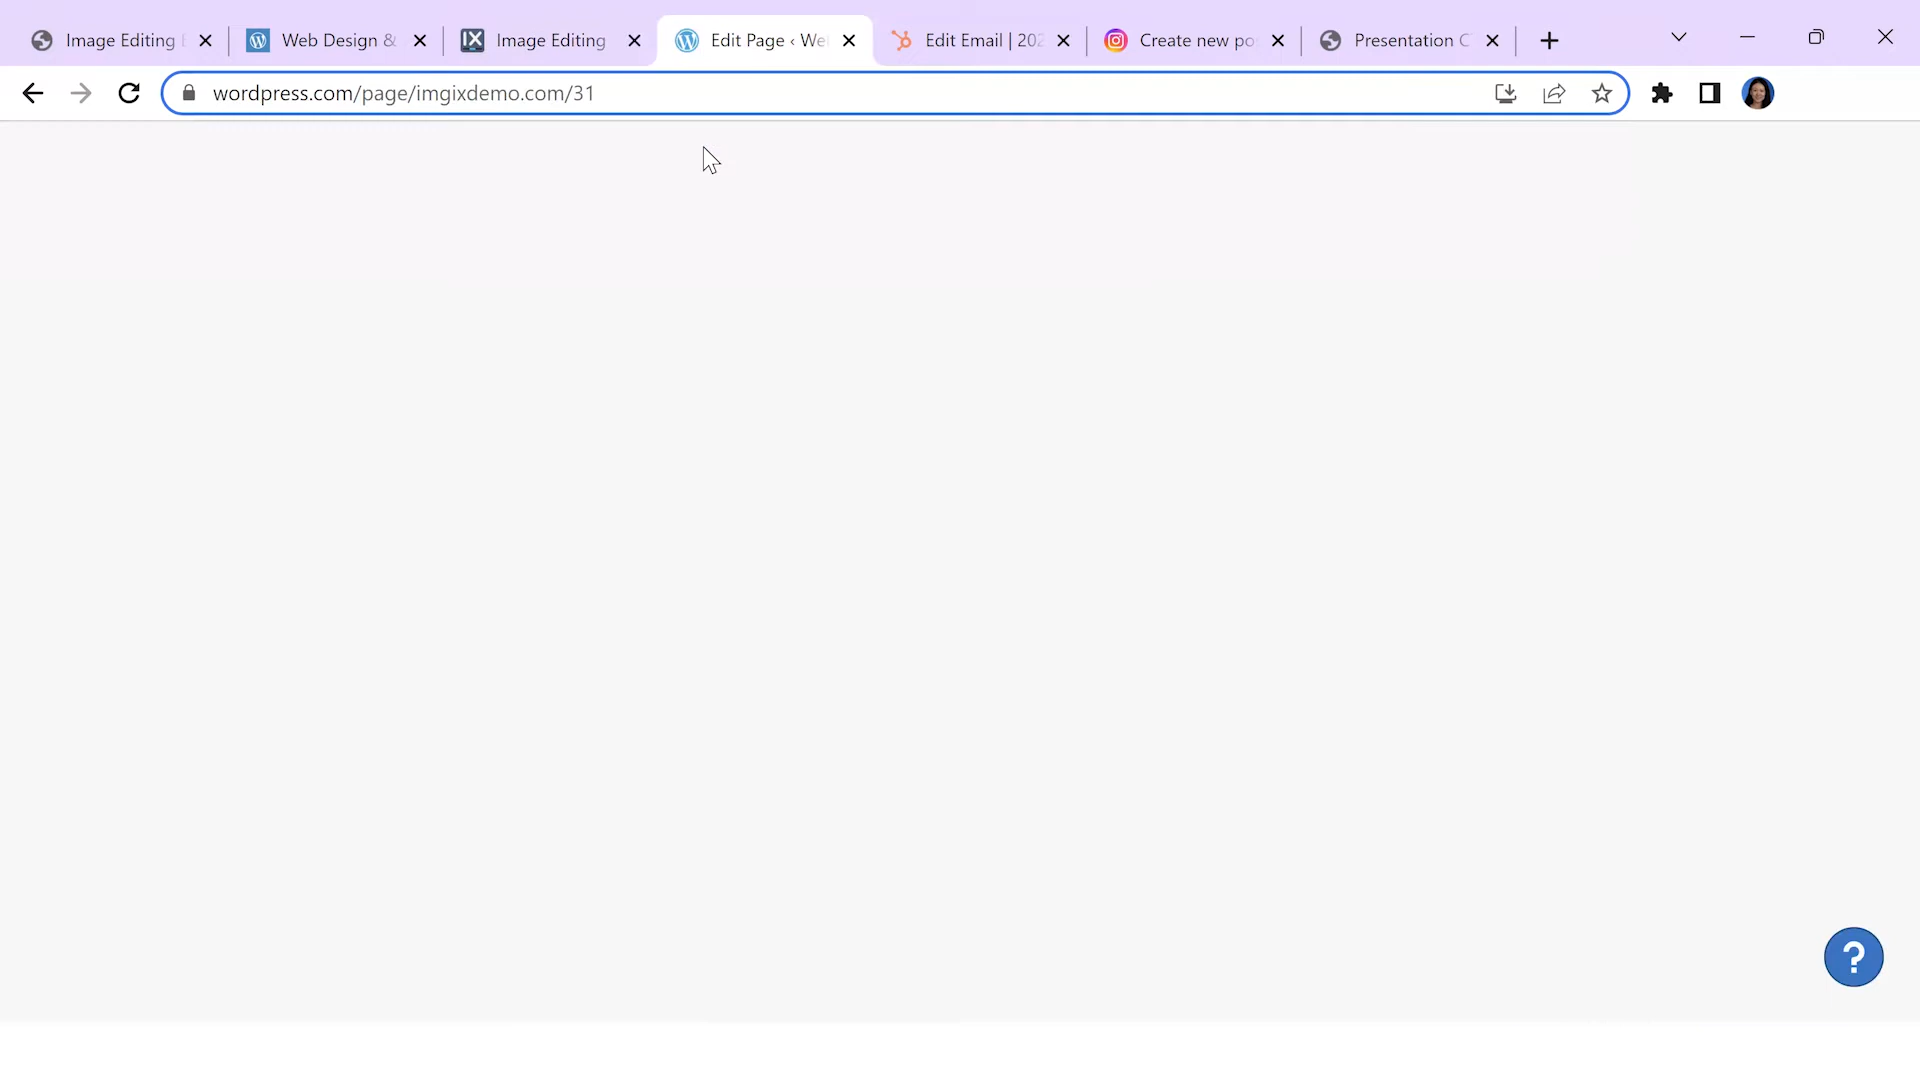 Image Editing
Web Design &
Image Editing
Edit Page ‹ We
Edit Email | 202
Create new po
Presentation C
wordpress.com/page/imgixdemo.com/31
?